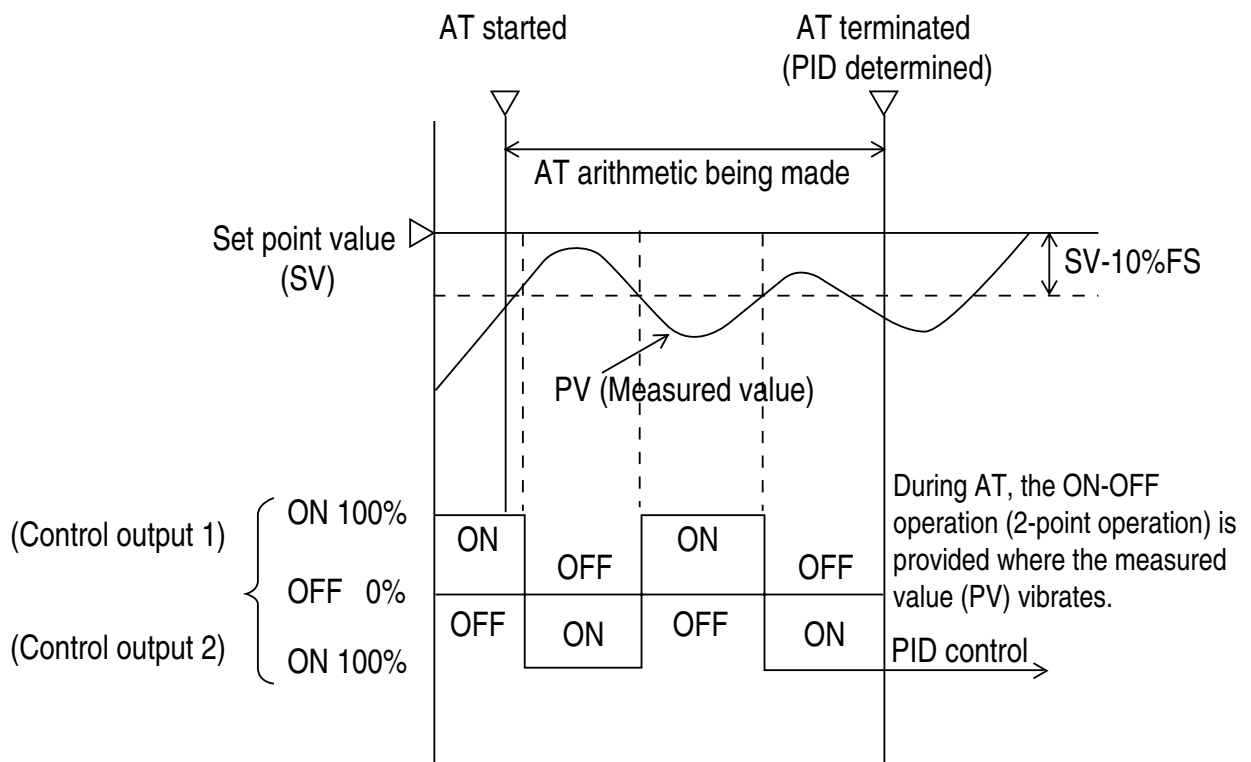 AT started
AT terminated
(PID determined)
AT arithmetic being made
Set point value
(SV)
SV-10%FS
PV (Measured value)
During AT, the ON-OFF
operation (2-point operation) is
provided where the measured
value (PV) vibrates.
(Control output 1)
ON 100%
ON
OFF
ON
OFF
OFF 0%
OFF
ON
OFF
ON
(Control output 2)
ON 100%
PID control